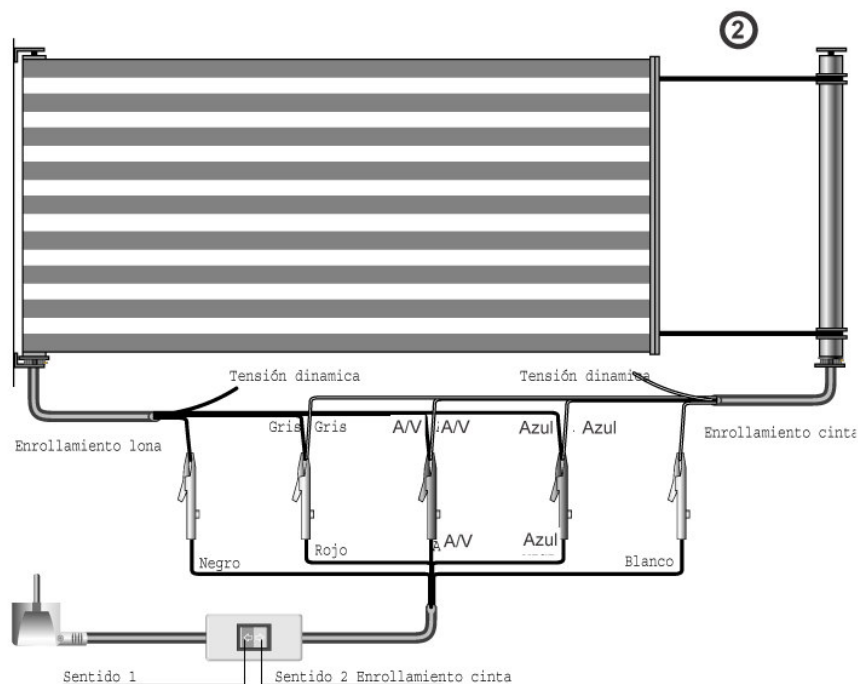 2
Tensión dinamica
Tensión dinamica
Enrollamiento lona
Gris Gris
A/V A/V
Azul Azul
Enrollamiento cinta
Negro
Rojo
A/V
Azul
Blanco
Sentido 1
Sentido 2 Enrollamiento cinta